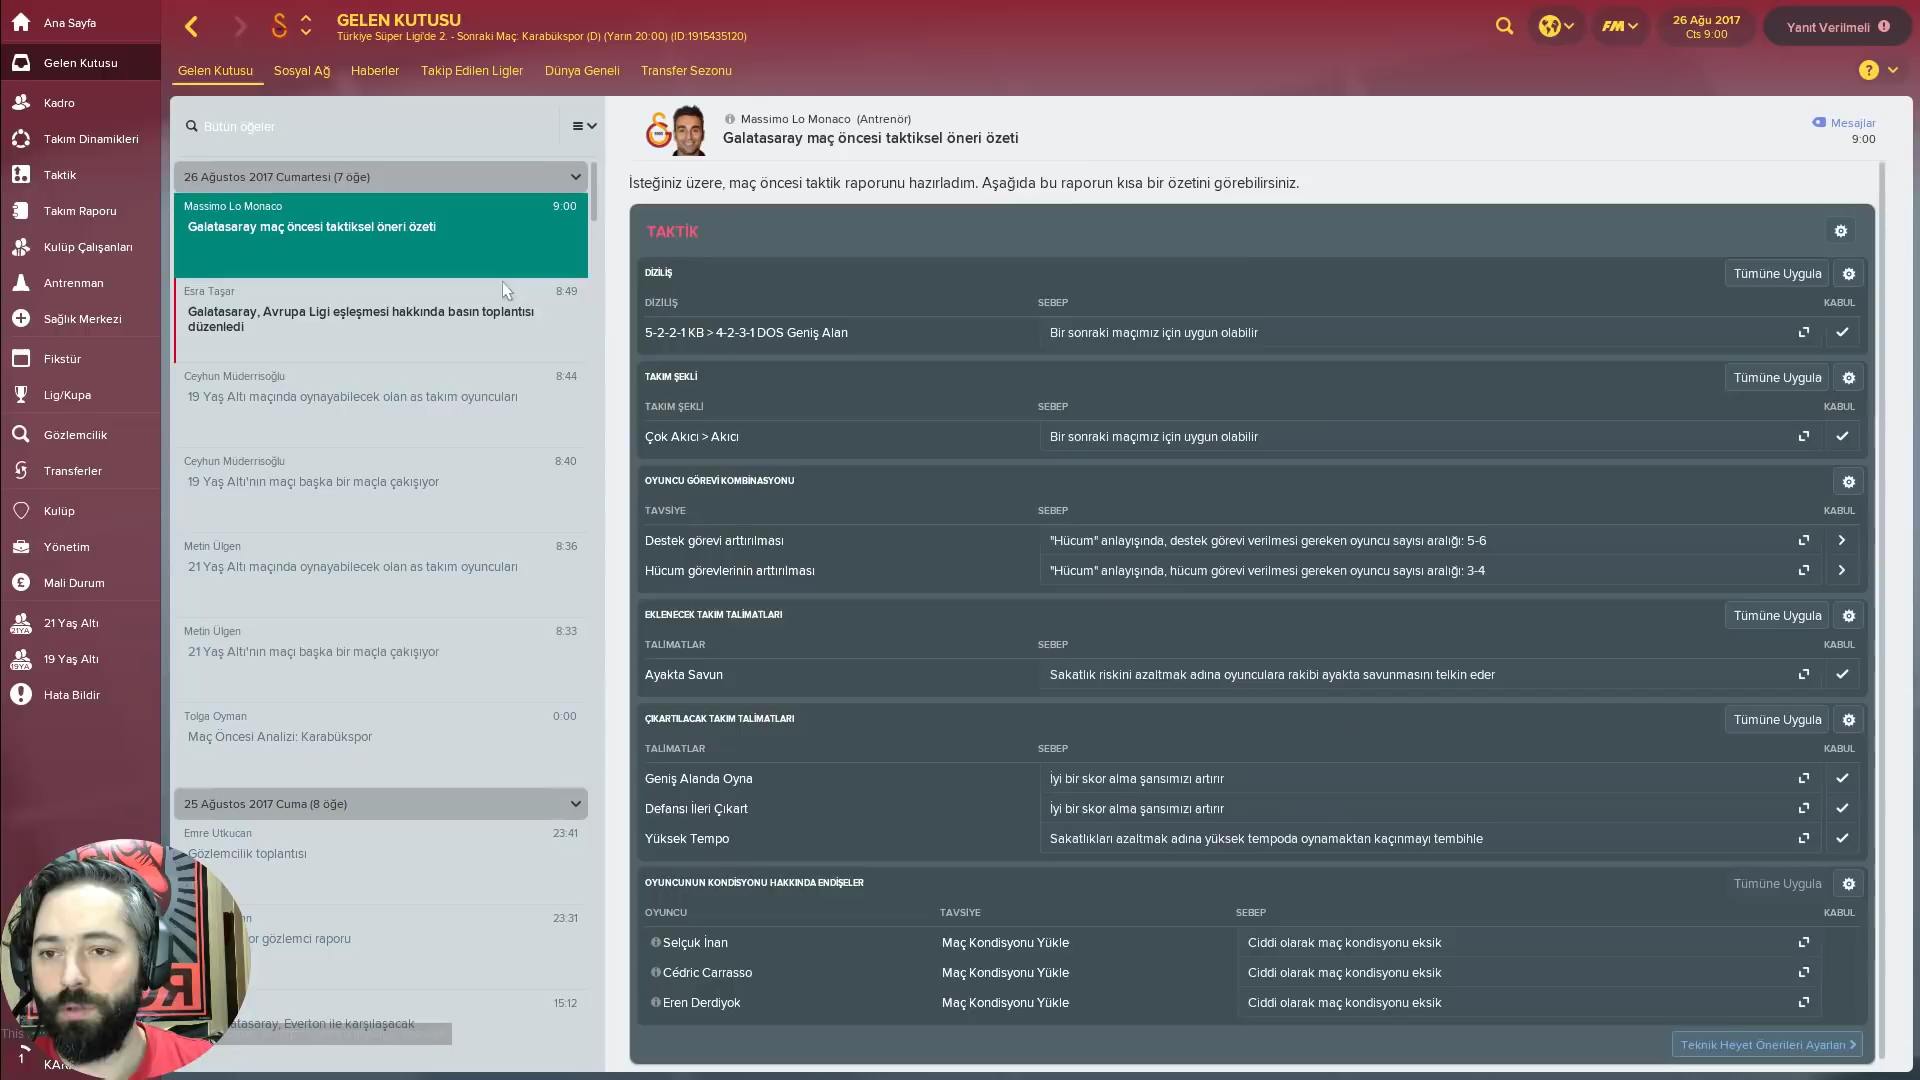 Ana Sayfa
Gelen Kutusu
Kadro
Takım Dinamikleri
Taktik
Takım Raporu
Kulüp Çalışanları
Antrenman
Sağlık Merkezi
Fikstür
Lig/Kupa
Gözlemcilik
Transferler
Kulüp
Yönetim
Mali Durum
21YA
21 Yaş Altı
19YA
19 Yaş Altı
Hata Bildir
This
1
GELEN KUTUSU
Türkiye Süper Ligi'de 2. - Sonraki Maç: Karabükspor (D) (Yarın 20:00) (ID:1915435120)
FM
26 Ağu 2017
Cts 9:00
Yanıt Verilmeli
Gelen Kutusu
Sosyal Ağ
Haberler
Takip Edilen Ligler
Dünya Geneli
Transfer Sezonu
?
Bütün öğeler
26 Ağustos 2017 Cumartesi (7 öğe)
Massimo Lo Monaco 9:00
Galatasaray maç öncesi taktiksel öneri özeti
Esra Taşar 8:49
Galatasaray, Avrupa Ligi eşleşmesi hakkında basın toplantısı
düzenledi
Ceyhun Müderrisoğlu 8:44
19 Yaş Altı maçında oynayabilecek olan as takım oyuncuları
Ceyhun Müderrisoğlu 8:40
19 Yaş Altı'nın maçı başka bir maçla çakışıyor
Metin Ülgen 8:36
21 Yaş Altı maçında oynayabilecek olan as takım oyuncuları
Metin Ülgen 8:33
21 Yaş Altı'nın maçı başka bir maçla çakışıyor
Tolga Oyman 0:00
Maç Öncesi Analizi: Karabükspor
25 Ağustos 2017 Cuma (8 öğe)
Emre Utkucan 23:41
Gözlemcilik toplantısı
23:31
or gözlemci raporu
15:12
atasaray, Everton ile karşılaşacak
Massimo Lo Monaco (Antrenör)
Galatasaray maç öncesi taktiksel öneri özeti
Mesajlar
9:00
İsteğiniz üzere, maç öncesi taktik raporunu hazırladım. Aşağıda bu raporun kısa bir özetini görebilirsiniz.
TAKTİK
DİZİLİŞ Tümüne Uygula
DİZİLİŞ SEBEP KABUL
5-2-2-1 KB > 4-2-3-1 DOS Geniş Alan Bir sonraki maçımız için uygun olabilir
TAKIM ŞEKLİ Tümüne Uygula
TAKIM ŞEKLİ SEBEP KABUL
Çok Akıcı > Akıcı Bir sonraki maçımız için uygun olabilir
OYUNCU GÖREVİ KOMBİNASYONU
TAVSİYE SEBEP KABUL
Destek görevi arttırılması "Hücum" anlayışında, destek görevi verilmesi gereken oyuncu sayısı aralığı: 5-6
Hücum görevlerinin arttırılması "Hücum" anlayışında, hücum görevi verilmesi gereken oyuncu sayısı aralığı: 3-4
EKLENECEK TAKIM TALİMATLARI Tümüne Uygula
TALİMATLAR SEBEP KABUL
Ayakta Savun Sakatlık riskini azaltmak adına oyunculara rakibi ayakta savunmasını telkin eder
ÇIKARTILACAK TAKIM TALİMATLARI Tümüne Uygula
TALİMATLAR SEBEP KABUL
Geniş Alanda Oyna İyi bir skor alma şansımızı artırır
Defansı İleri Çıkart İyi bir skor alma şansımızı artırır
Yüksek Tempo Sakatlıkları azaltmak adına yüksek tempoda oynamaktan kaçınmayı tembihle
OYUNCUNUN KONDİSYONU HAKKINDA ENDİŞELER Tümüne Uygula
OYUNCU TAVSİYE SEBEP KABUL
Selçuk İnan Maç Kondisyonu Yükle Ciddi olarak maç kondisyonu eksik
Cédric Carrasso Maç Kondisyonu Yükle Ciddi olarak maç kondisyonu eksik
Eren Derdiyok Maç Kondisyonu Yükle Ciddi olarak maç kondisyonu eksik
Teknik Heyet Önerileri Ayarları